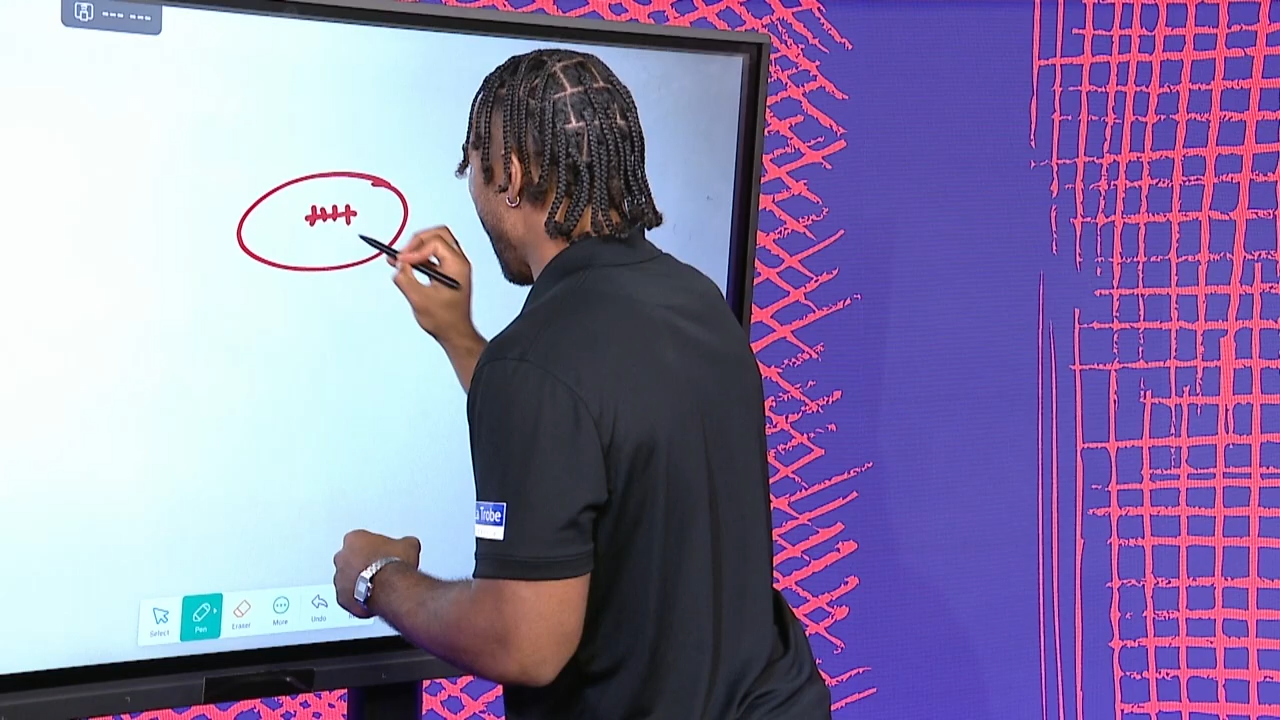 --- ---
a Trobe
Select
Pen
Eraser
More
Undo